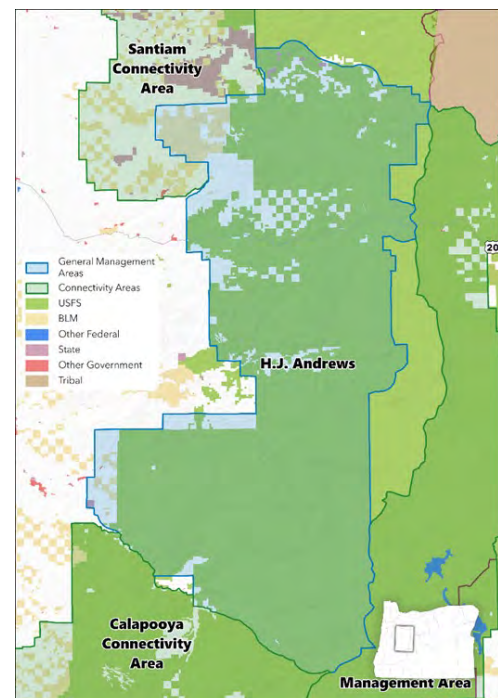 Santiam
Connectivity
Area
20
General Management
Areas
Connectivity Areas
USFS
BLM
Other Federal
State
Other Government
Tribal
H.J. Andrews
Calapooya
Connectivity
Area
Management Area